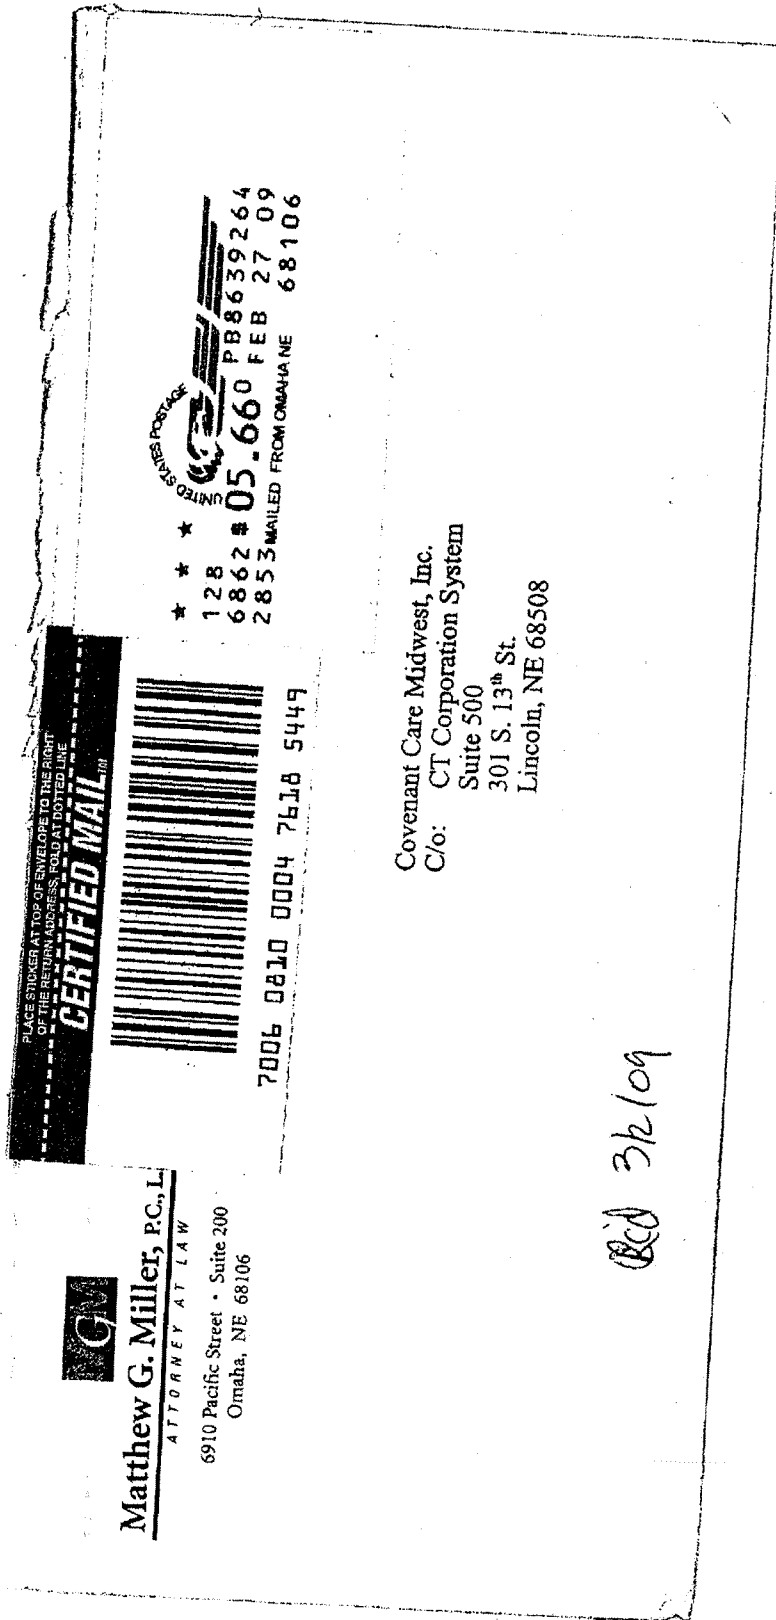 GM
Matthew G. Miller, P.C., L
ATTORNEY AT LAW
6910 Pacific Street • Suite 200
Omaha, NE 68106
PLACE STICKER AT TOP OF ENVELOPE TO THE RIGHT
OF THE RETURN ADDRESS, FOLD AT DOTTED LINE
CERTIFIED MAIL™
7006 0810 0004 7618 5449
UNITED STATES POSTAGE
★ ★ ★
128
6862 $ 05.66⁰ PB8639264
2853 MAILED FROM OMAHA NE FEB 27 09
68106
Covenant Care Midwest, Inc.
C/o: CT Corporation System
Suite 500
301 S. 13th St.
Lincoln, NE 68508
Rc'd 3/2/09